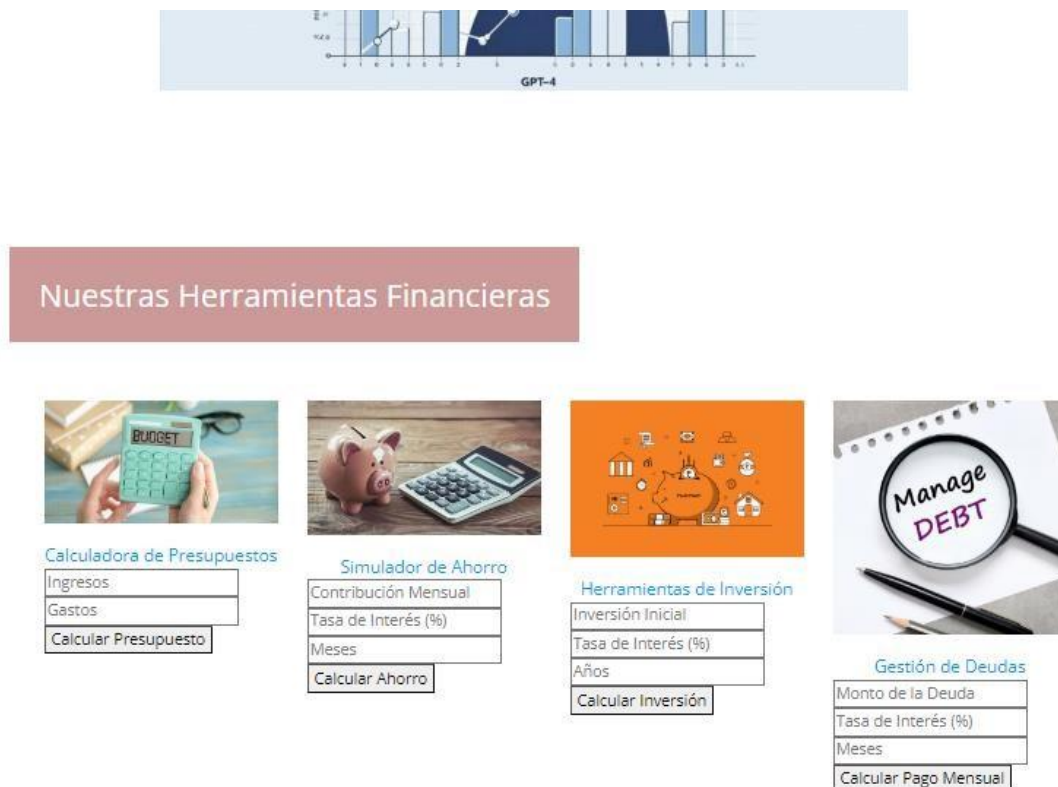 GPT-4
Nuestras Herramientas Financieras
BUDGET
Calculadora de Presupuestos
Ingresos
Gastos
Calcular Presupuesto
Simulador de Ahorro
Contribución Mensual
Tasa de Interés (%)
Meses
Calcular Ahorro
Herramientas de Inversión
Inversión Inicial
Tasa de Interés (%)
Años
Calcular Inversión
Manage
DEBT
Gestión de Deudas
Monto de la Deuda
Tasa de Interés (%)
Meses
Calcular Pago Mensual